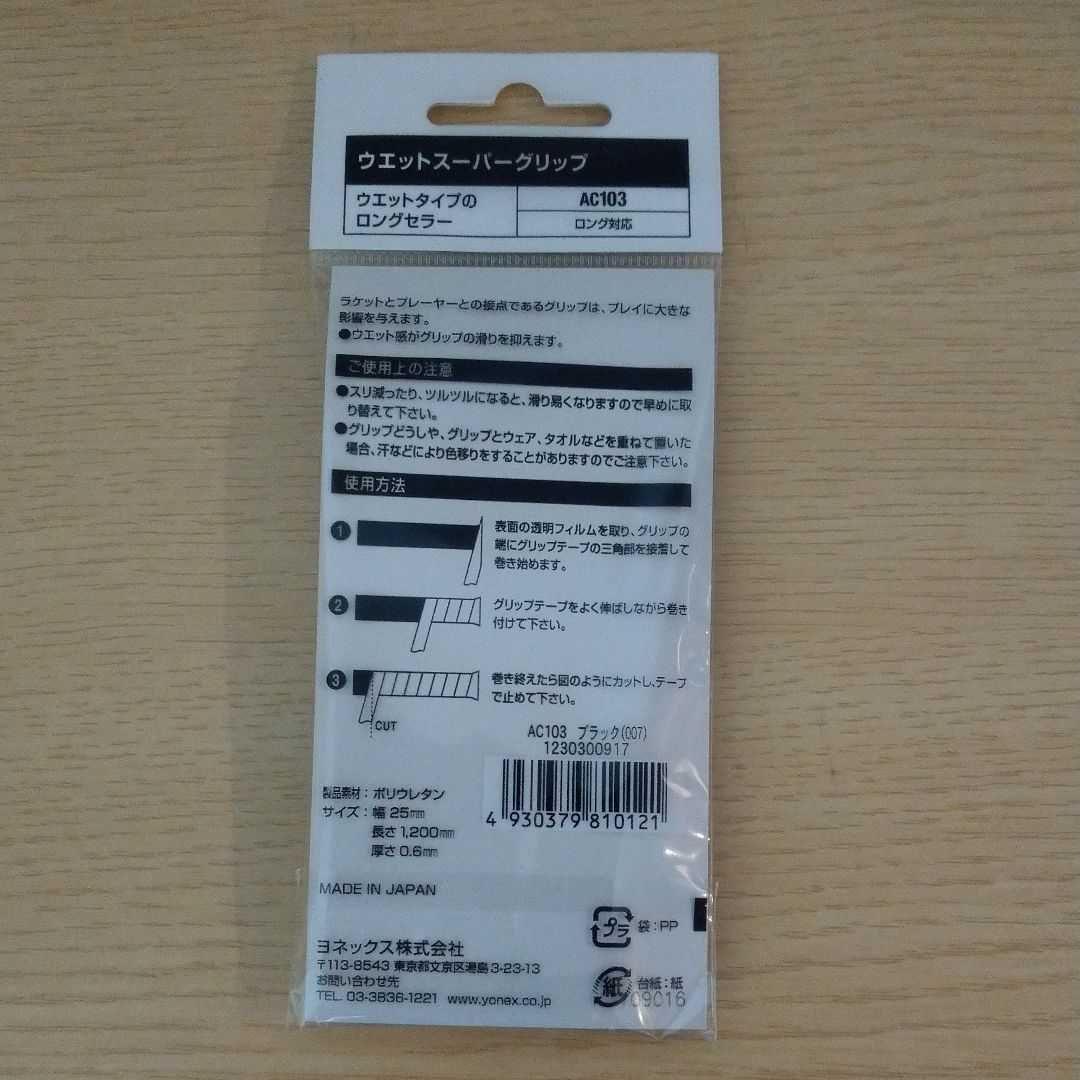 ウエットスーパーグリップ
ウエットタイプの
ロングセラー
AC103
ロング対応
ラケットとプレーヤーとの接点であるグリップは、プレイに大きな
影響を与えます。
●ウエット感がグリップの滑りを抑えます。
ご使用上の注意
●スリ減ったり、ツルツルになると、滑り易くなりますので早めに取
り替えて下さい。
●グリップどうしや、グリップとウェア、タオルなどを重ねて置いた
場合、汗などにより色移りをすることがありますのでご注意下さい。
使用方法
1
表面の透明フィルムを取り、グリップの
端にグリップテープの三角部を接着して
巻き始めます。
2
グリップテープをよく伸ばしながら巻き
付けて下さい。
3
巻き終えたら図のようにカットし、テープ
で止めて下さい。
CUT
AC103 ブラック(007)
1230300917
4 930379 810121
製品素材：ポリウレタン
サイズ：幅 25mm
長さ 1,200mm
厚さ 0.6mm
MADE IN JAPAN
プラ 袋：PP
ヨネックス株式会社
〒113-8543 東京都文京区湯島3-23-13
お問い合わせ先
TEL. 03-3836-1221 www.yonex.co.jp
紙 台紙：紙
09016